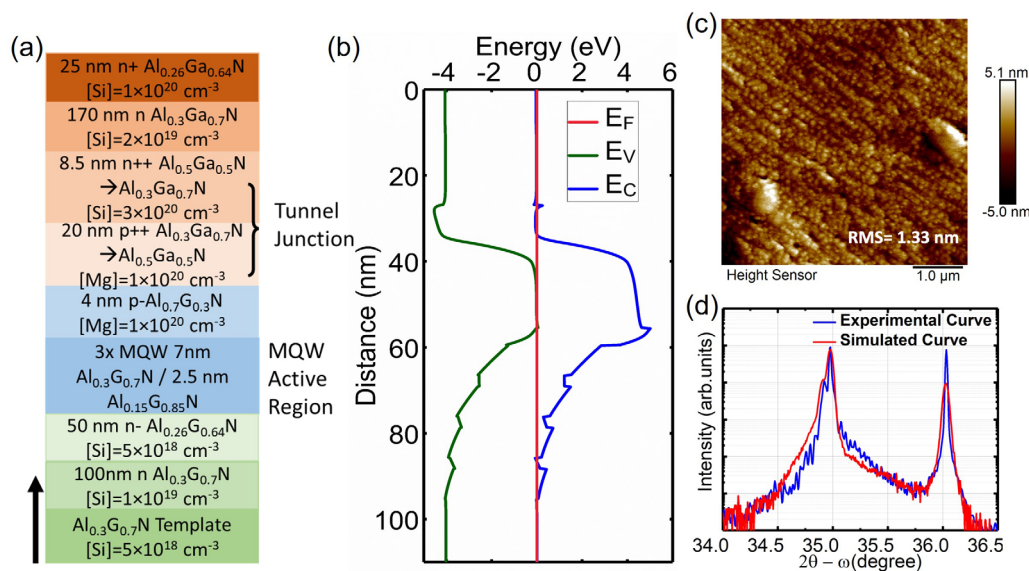 (a)
25 nm n+ Al0.26Ga0.64N
[Si]=1×10^20 cm^-3
170 nm n Al0.3Ga0.7N
[Si]=2×10^19 cm^-3
8.5 nm n++ Al0.5Ga0.5N
→Al0.3Ga0.7N
[Si]=3×10^20 cm^-3
20 nm p++ Al0.3Ga0.7N
→Al0.5Ga0.5N
[Mg]=1×10^20 cm^-3
Tunnel
Junction
4 nm p-Al0.7G0.3N
[Mg]=1×10^20 cm^-3
3x MQW 7nm
Al0.3G0.7N / 2.5 nm
Al0.15G0.85N
MQW
Active
Region
50 nm n- Al0.26G0.64N
[Si]=5×10^18 cm^-3
100nm n Al0.3G0.7N
[Si]=1×10^19 cm^-3
Al0.3G0.7N Template
[Si]=5×10^18 cm^-3
(b)
Energy (eV)
-4 -2 0 2 4 6
Distance (nm)
0
20
40
60
80
100
EF
EV
EC
(c)
5.1 nm
-5.0 nm
RMS= 1.33 nm
Height Sensor
1.0 µm
(d)
Experimental Curve
Simulated Curve
Intensity (arb.units)
34.0 34.5 35.0 35.5 36.0 36.5
2θ − ω(degree)